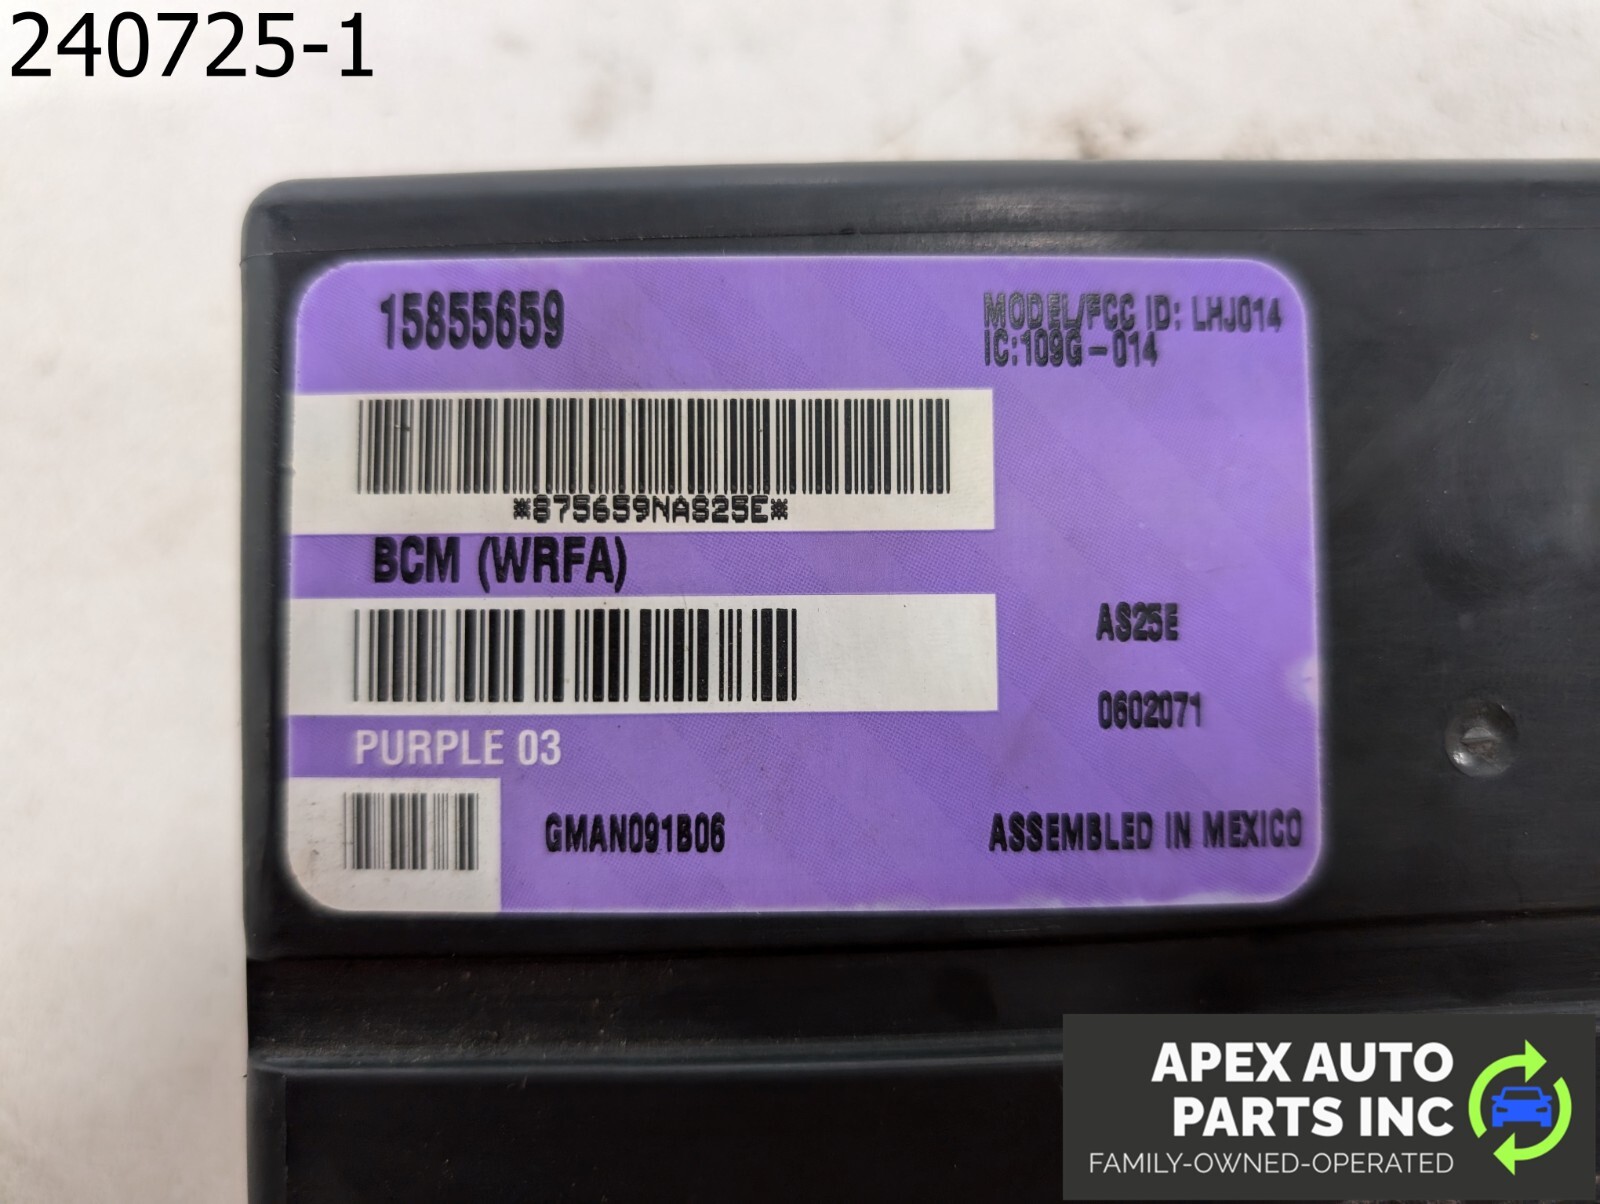 240725-1
15855659
MODEL/FCC ID: LHJ014
IC:109G-014
*875659NAS25E*
BCM (WRFA)
AS25E
0602071
PURPLE 03
GMAN091B06
ASSEMBLED IN MEXICO
APEX AUTO
PARTS INC
FAMILY-OWNED-OPERATED